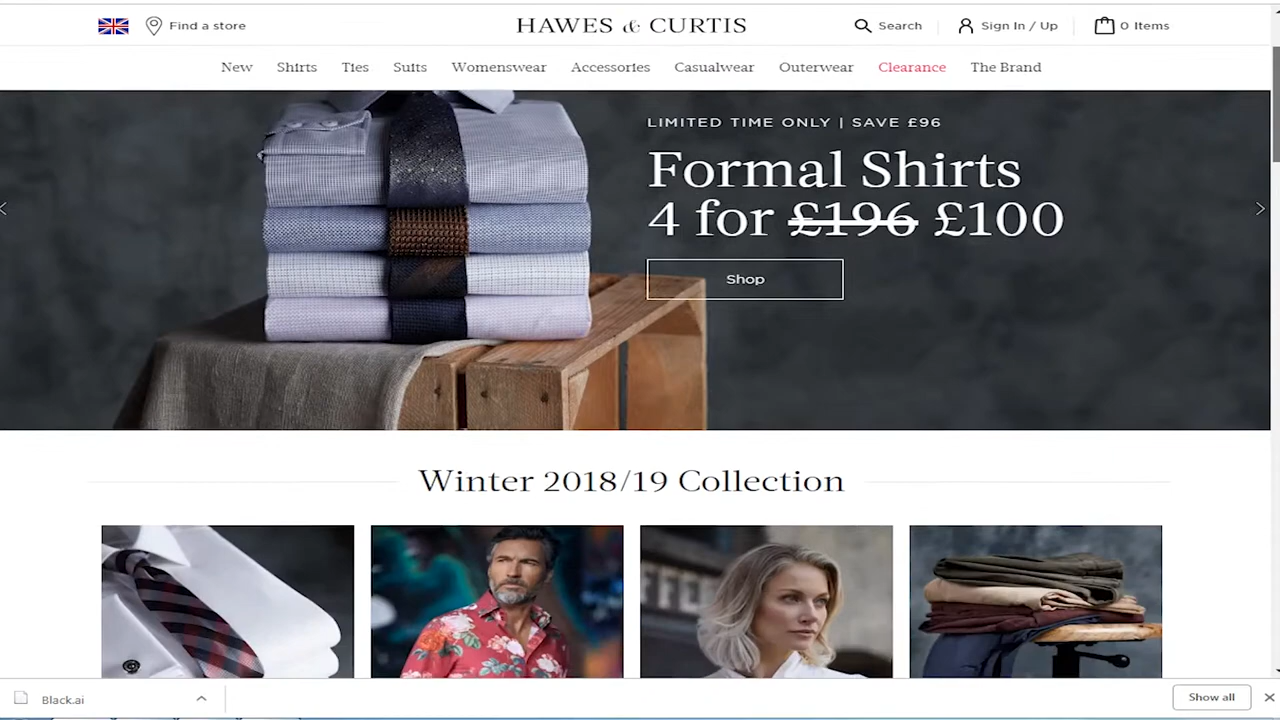 Find a store
HAWES & CURTIS
Search
Sign In / Up
0 Items
New Shirts Ties Suits Womenswear Accessories Casualwear Outerwear Clearance The Brand
LIMITED TIME ONLY | SAVE £96
Formal Shirts
4 for £196 £100
Shop
Winter 2018/19 Collection
Black.ai
Show all